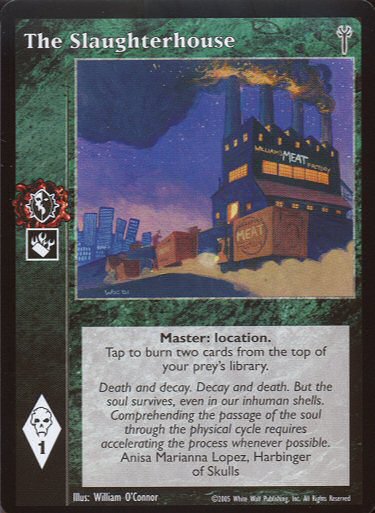 The Slaughterhouse
WILLIAM'S
MEAT
FACTORY
MEAT
Master: location.
Tap to burn two cards from the top of
your prey's library.
Death and decay. Decay and death. But the
soul survives, even in our inhuman shells.
Comprehending the passage of the soul
through the physical cycle requires
accelerating the process whenever possible.
Anisa Marianna Lopez, Harbinger
of Skulls
1
Illus: William O'Connor
©2005 White Wolf Publishing, Inc. All Rights Reserved